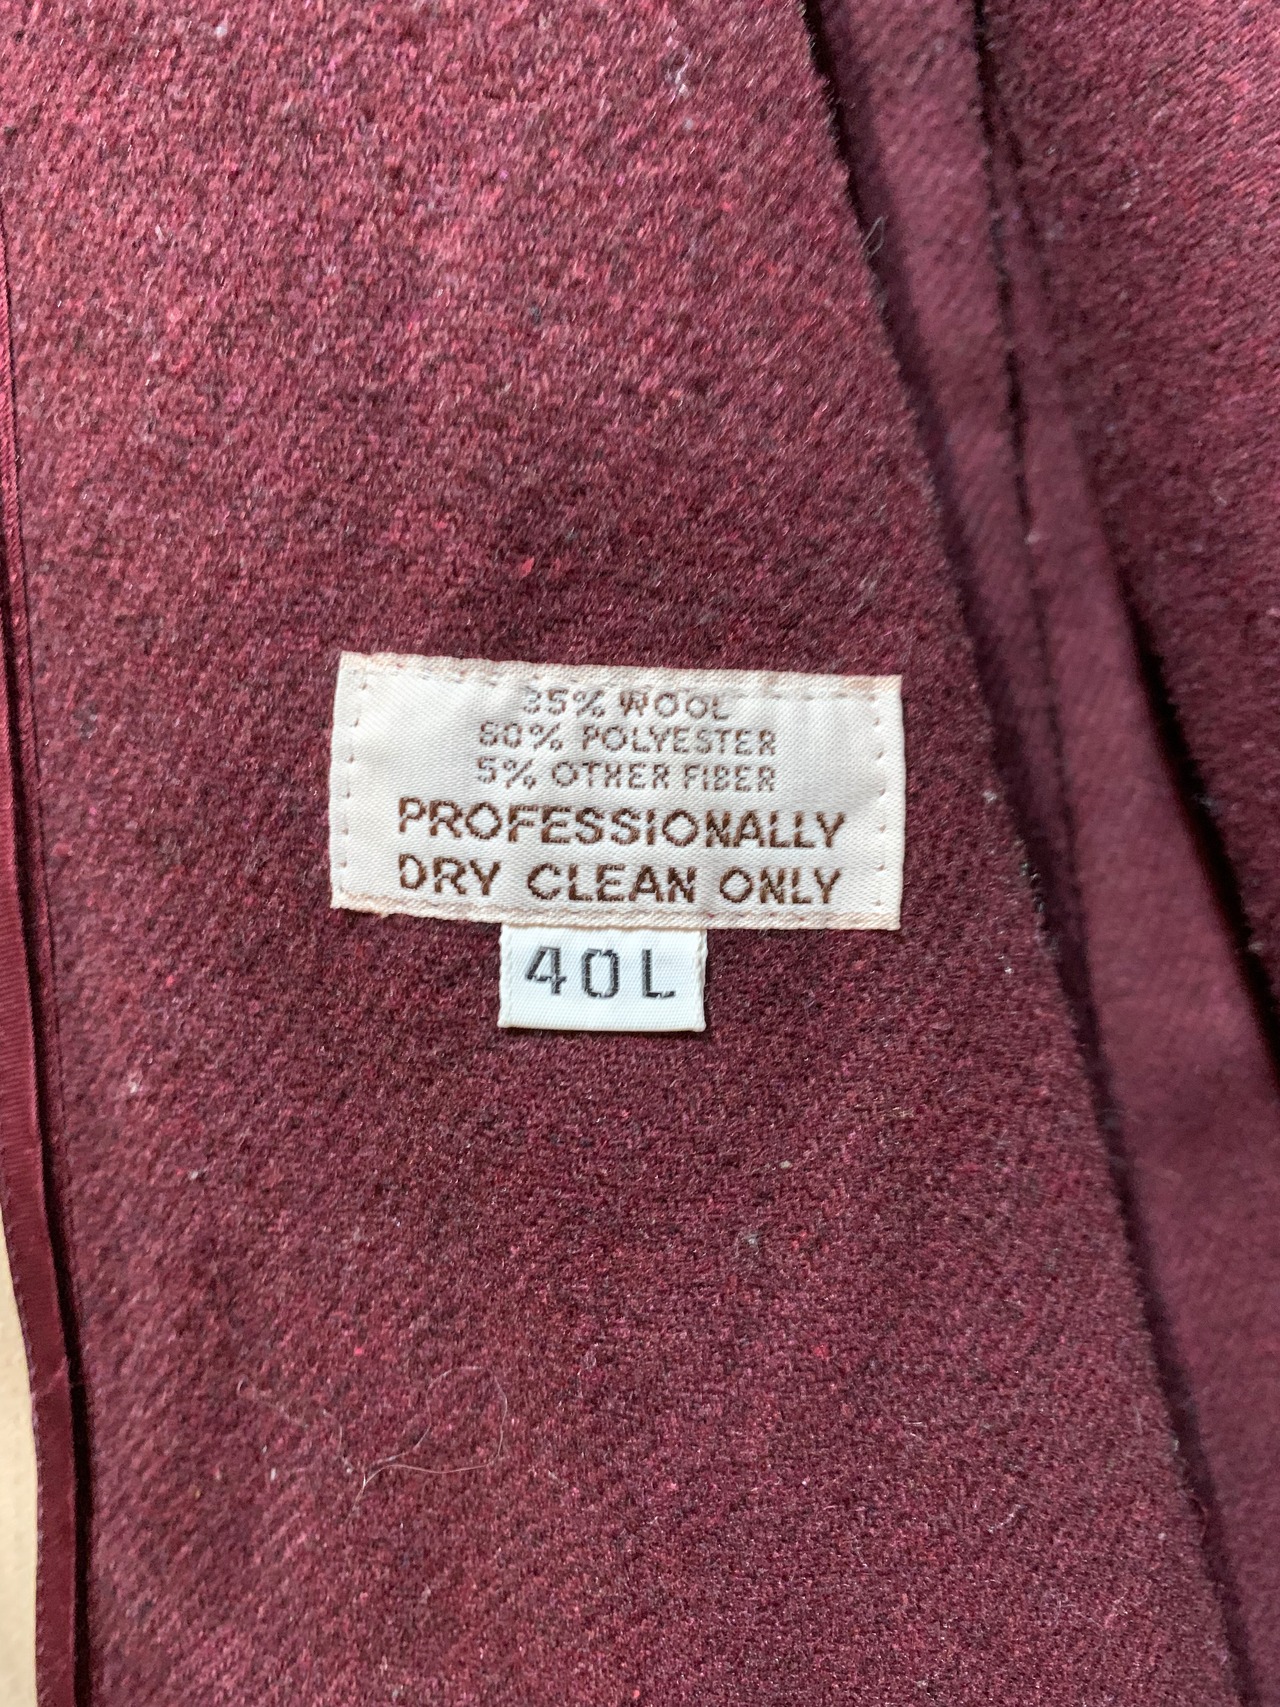 35% WOOL
60% POLYESTER
5% OTHER FIBER
PROFESSIONALLY
DRY CLEAN ONLY
40L